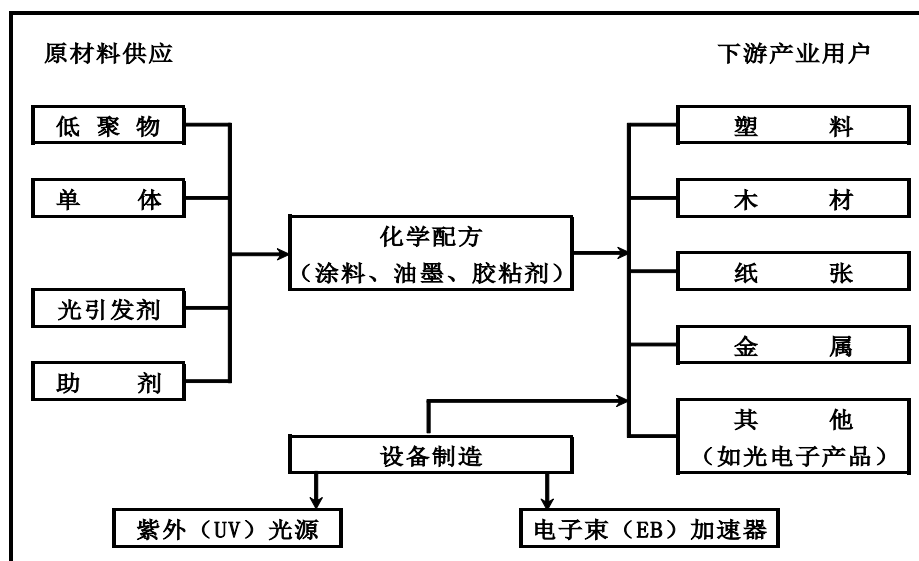 原材料供应
下游产业用户
低聚物
单体
光引发剂
助剂
化学配方
（涂料、油墨、胶粘剂）
塑料
木材
纸张
金属
其他
（如光电子产品）
设备制造
紫外（UV）光源
电子束（EB）加速器